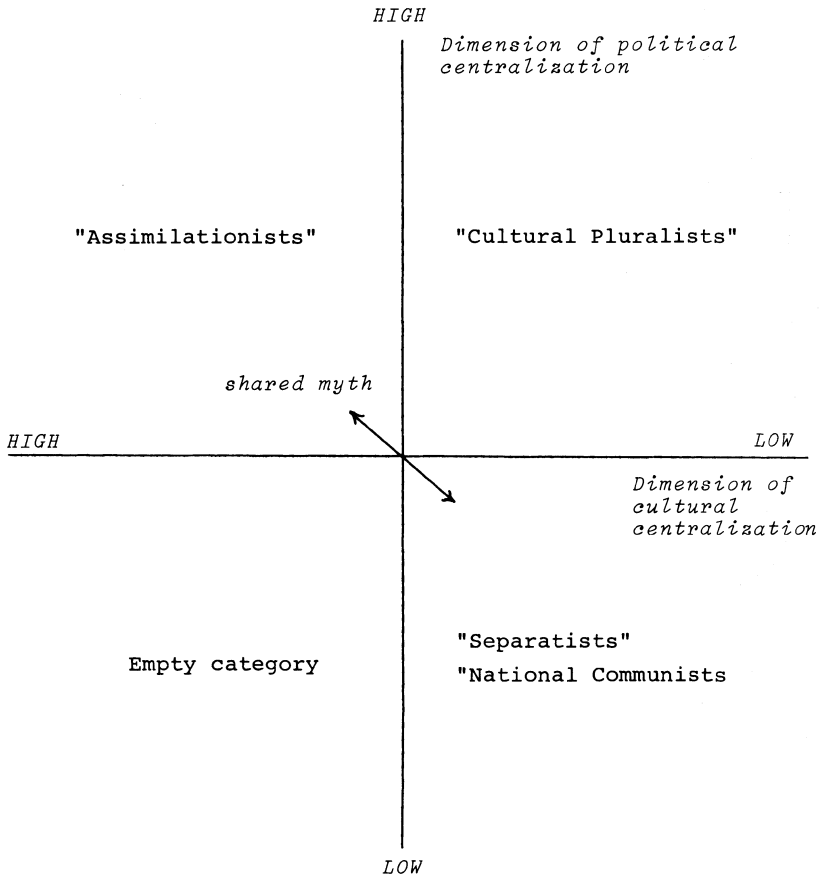 HIGH
Dimension of political
centralization
"Assimilationists"
"Cultural Pluralists"
shared myth
HIGH
LOW
Dimension of
cultural
centralization
"Separatists"
Empty category
"National Communists
LOW